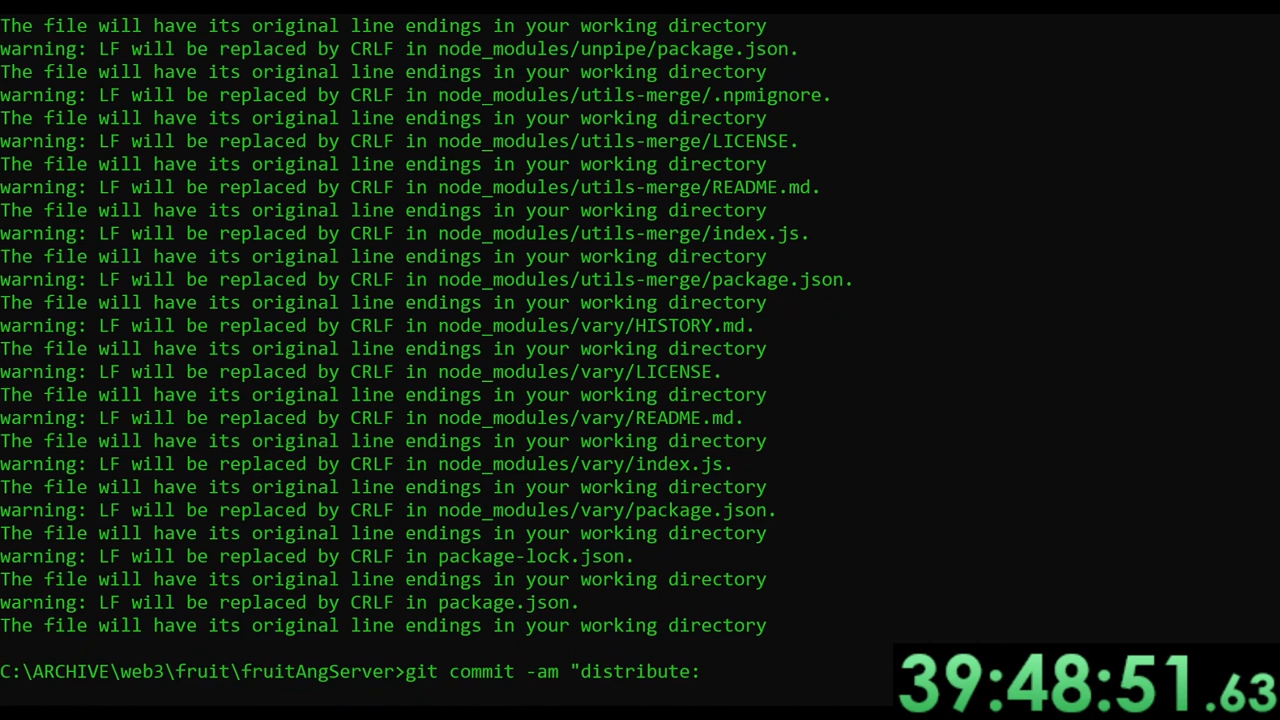 The file will have its original line endings in your working directory
warning: LF will be replaced by CRLF in node_modules/unpipe/package.json.
The file will have its original line endings in your working directory
warning: LF will be replaced by CRLF in node_modules/utils-merge/.npmignore.
The file will have its original line endings in your working directory
warning: LF will be replaced by CRLF in node_modules/utils-merge/LICENSE.
The file will have its original line endings in your working directory
warning: LF will be replaced by CRLF in node_modules/utils-merge/README.md.
The file will have its original line endings in your working directory
warning: LF will be replaced by CRLF in node_modules/utils-merge/index.js.
The file will have its original line endings in your working directory
warning: LF will be replaced by CRLF in node_modules/utils-merge/package.json.
The file will have its original line endings in your working directory
warning: LF will be replaced by CRLF in node_modules/vary/HISTORY.md.
The file will have its original line endings in your working directory
warning: LF will be replaced by CRLF in node_modules/vary/LICENSE.
The file will have its original line endings in your working directory
warning: LF will be replaced by CRLF in node_modules/vary/README.md.
The file will have its original line endings in your working directory
warning: LF will be replaced by CRLF in node_modules/vary/index.js.
The file will have its original line endings in your working directory
warning: LF will be replaced by CRLF in node_modules/vary/package.json.
The file will have its original line endings in your working directory
warning: LF will be replaced by CRLF in package-lock.json.
The file will have its original line endings in your working directory
warning: LF will be replaced by CRLF in package.json.
The file will have its original line endings in your working directory
C:\ARCHIVE\web3\fruit\fruitAngServer>git commit -am "distribute:
39:48:51.63